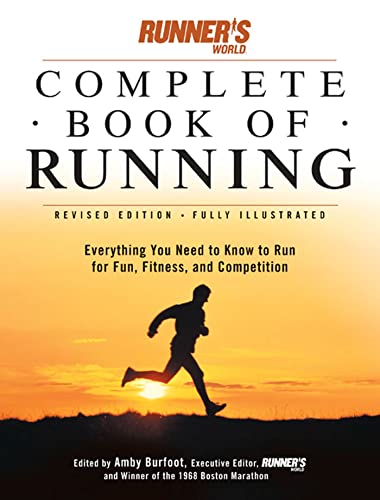 RUNNER'S
WORLD
COMPLETE
· BOOK OF ·
RUNNING
REVISED EDITION · FULLY ILLUSTRATED
Everything You Need to Know to Run
for Fun, Fitness, and Competition
Edited by Amby Burfoot, Executive Editor, RUNNER'S WORLD
and Winner of the 1968 Boston Marathon